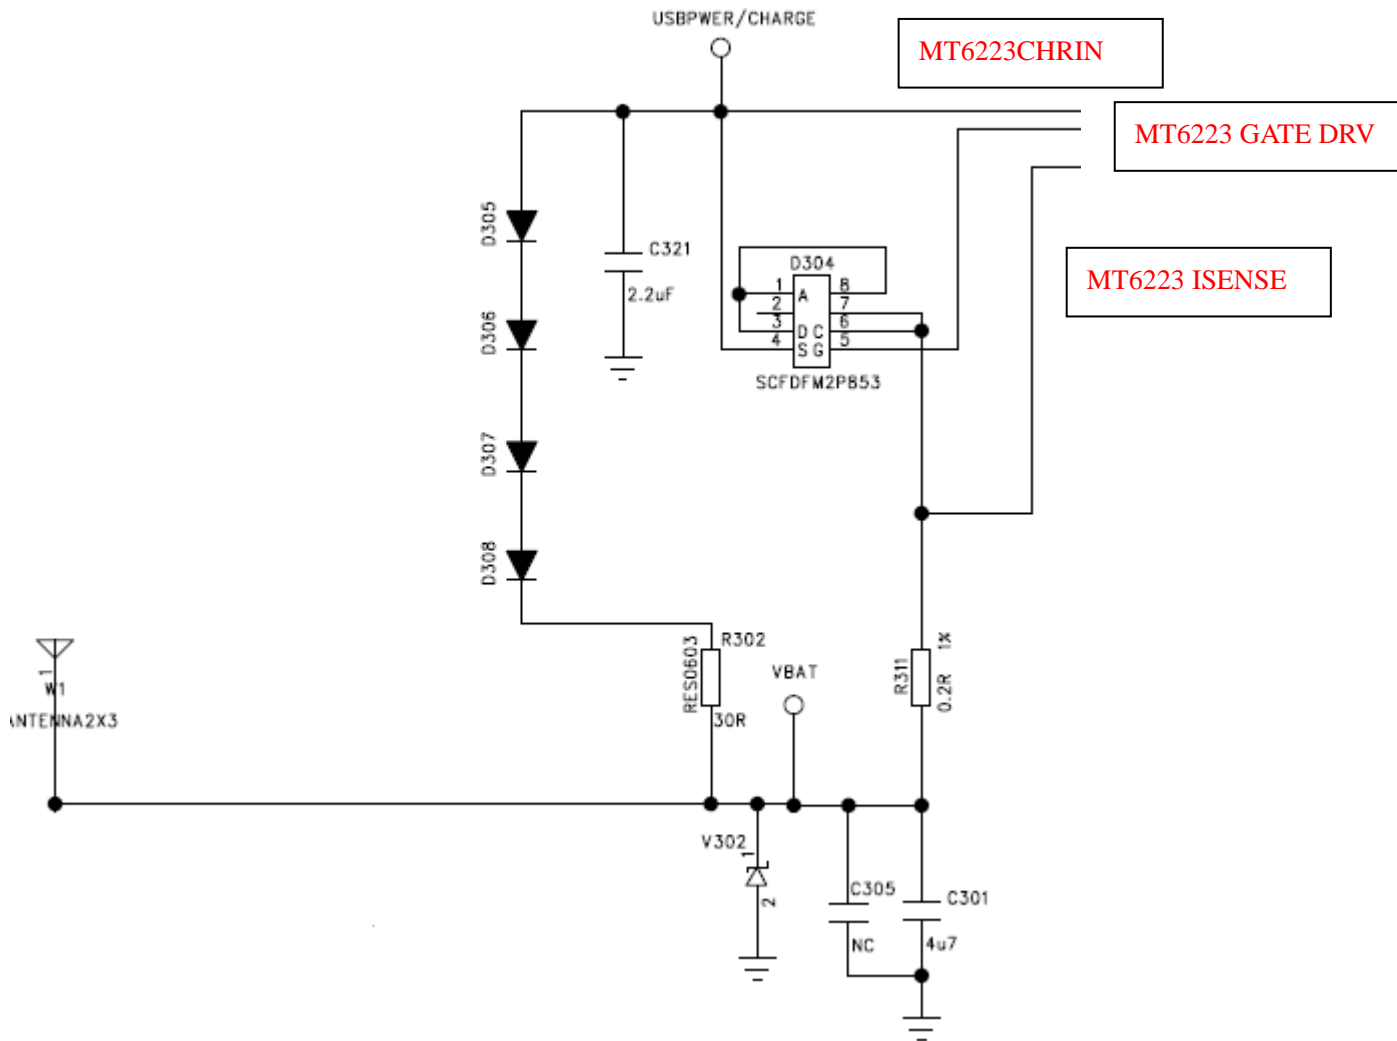 USBPWER/CHARGE
MT6223CHRIN
MT6223 GATE DRV
MT6223 ISENSE
D305
C321
2.2uF
D304
1
8
A
2
7
3
D C
6
4
S G
5
SCFDFM2P853
D306
D307
D308
R302
RES0603
30R
VBAT
R311
0.2R 1%
1
W1
ANTENNA2X3
V302
1
2
C305
NC
C301
4u7